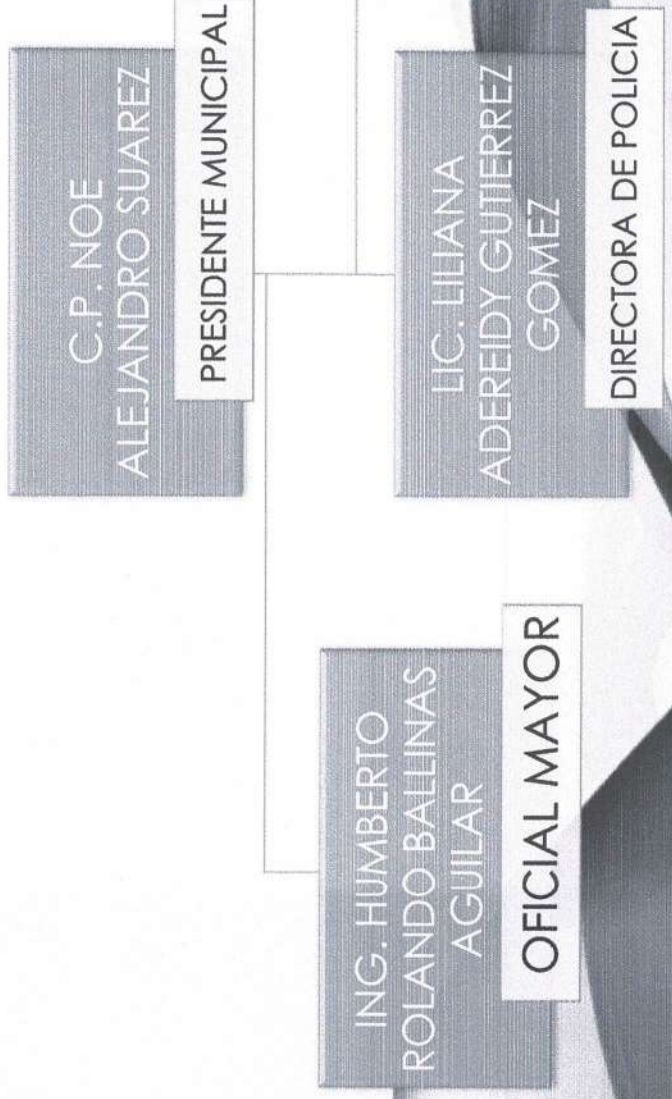 C.P. NOE
ALEJANDRO SUAREZ
PRESIDENTE MUNICIPAL
ING. HUMBERTO
ROLANDO BALLINAS
AGUILAR
OFICIAL MAYOR
LIC. LILIANA
ADEREIDY GUTIERREZ
GOMEZ
DIRECTORA DE POLICIA